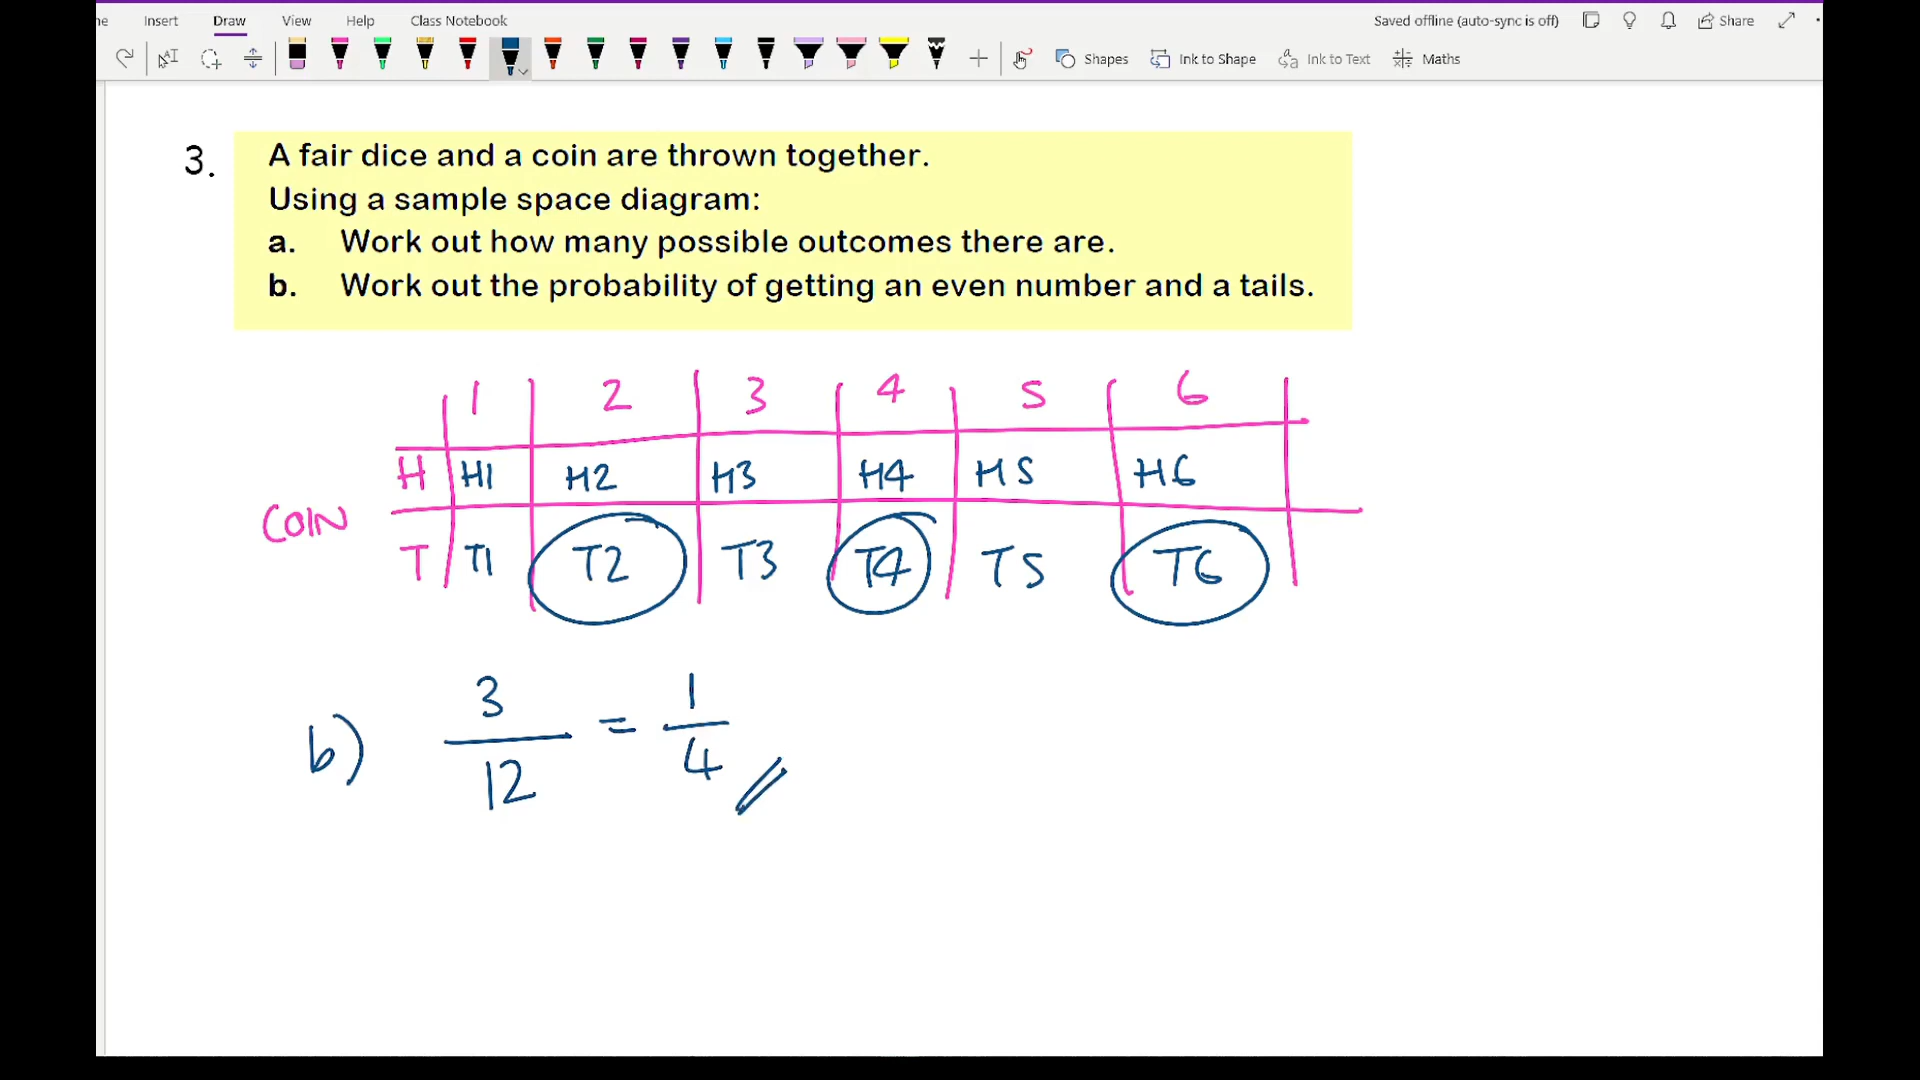 ne Insert Draw View Help Class Notebook Saved offline (auto-sync is off) Share
Shapes Ink to Shape Ink to Text Maths
3. A fair dice and a coin are thrown together.
Using a sample space diagram:
a. Work out how many possible outcomes there are.
b. Work out the probability of getting an even number and a tails.
1 2 3 4 5 6
H H1 H2 H3 H4 H5 H6
COIN
T T1 T2 T3 T4 T5 T6
b) 3/12 = 1/4